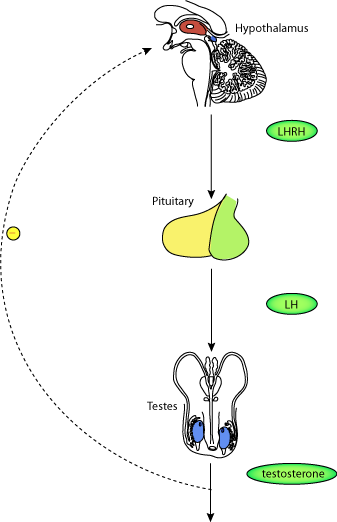 Hypothalamus
LHRH
Pituitary
LH
Testes
testosterone